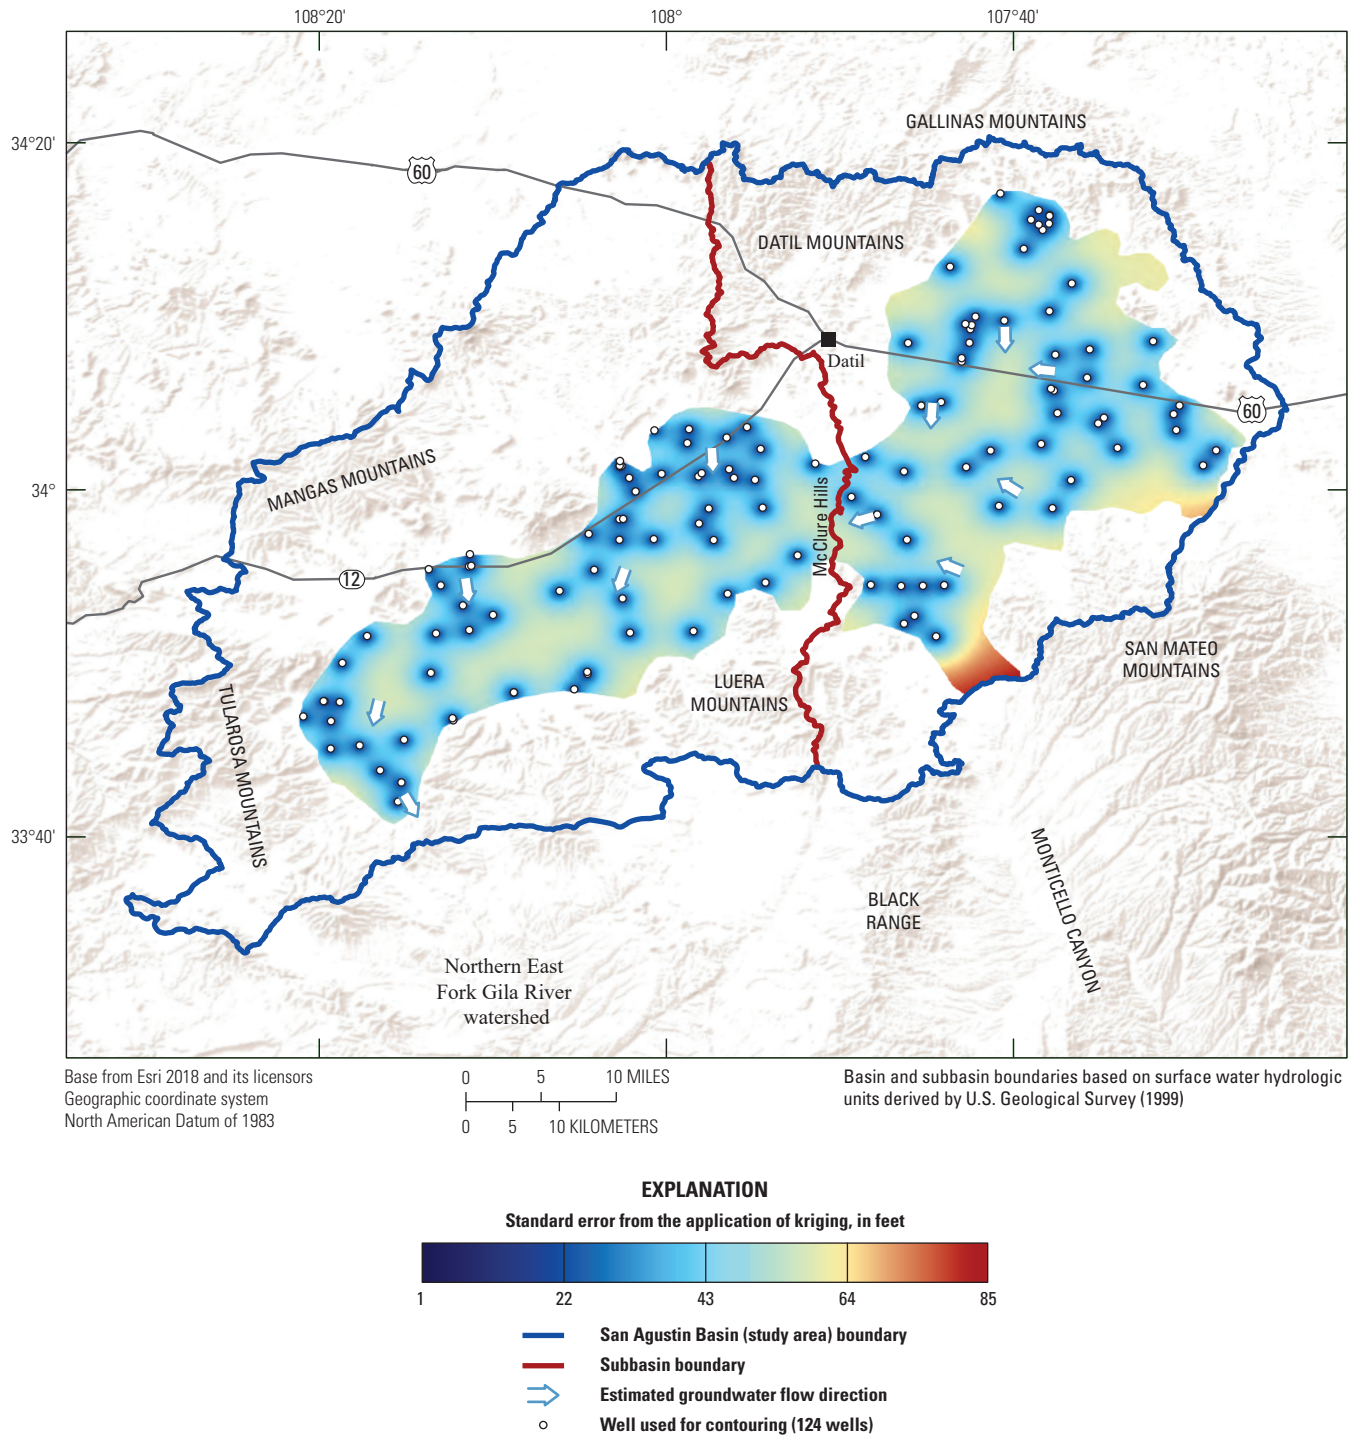 108°20'
108°
107°40'
GALLINAS MOUNTAINS
34°20'
60
DATIL MOUNTAINS
Datil
60
MANGAS MOUNTAINS
34°
McClure Hills
12
SAN MATEO
MOUNTAINS
LUERA
MOUNTAINS
TULAROSA MOUNTAINS
33°40'
MONTICELLO CANYON
BLACK
RANGE
Northern East
Fork Gila River
watershed
Base from Esri 2018 and its licensors
Geographic coordinate system
North American Datum of 1983
0 5 10 MILES
0 5 10 KILOMETERS
Basin and subbasin boundaries based on surface water hydrologic
units derived by U.S. Geological Survey (1999)
EXPLANATION
Standard error from the application of kriging, in feet
1 22 43 64 85
San Agustin Basin (study area) boundary
Subbasin boundary
Estimated groundwater flow direction
Well used for contouring (124 wells)